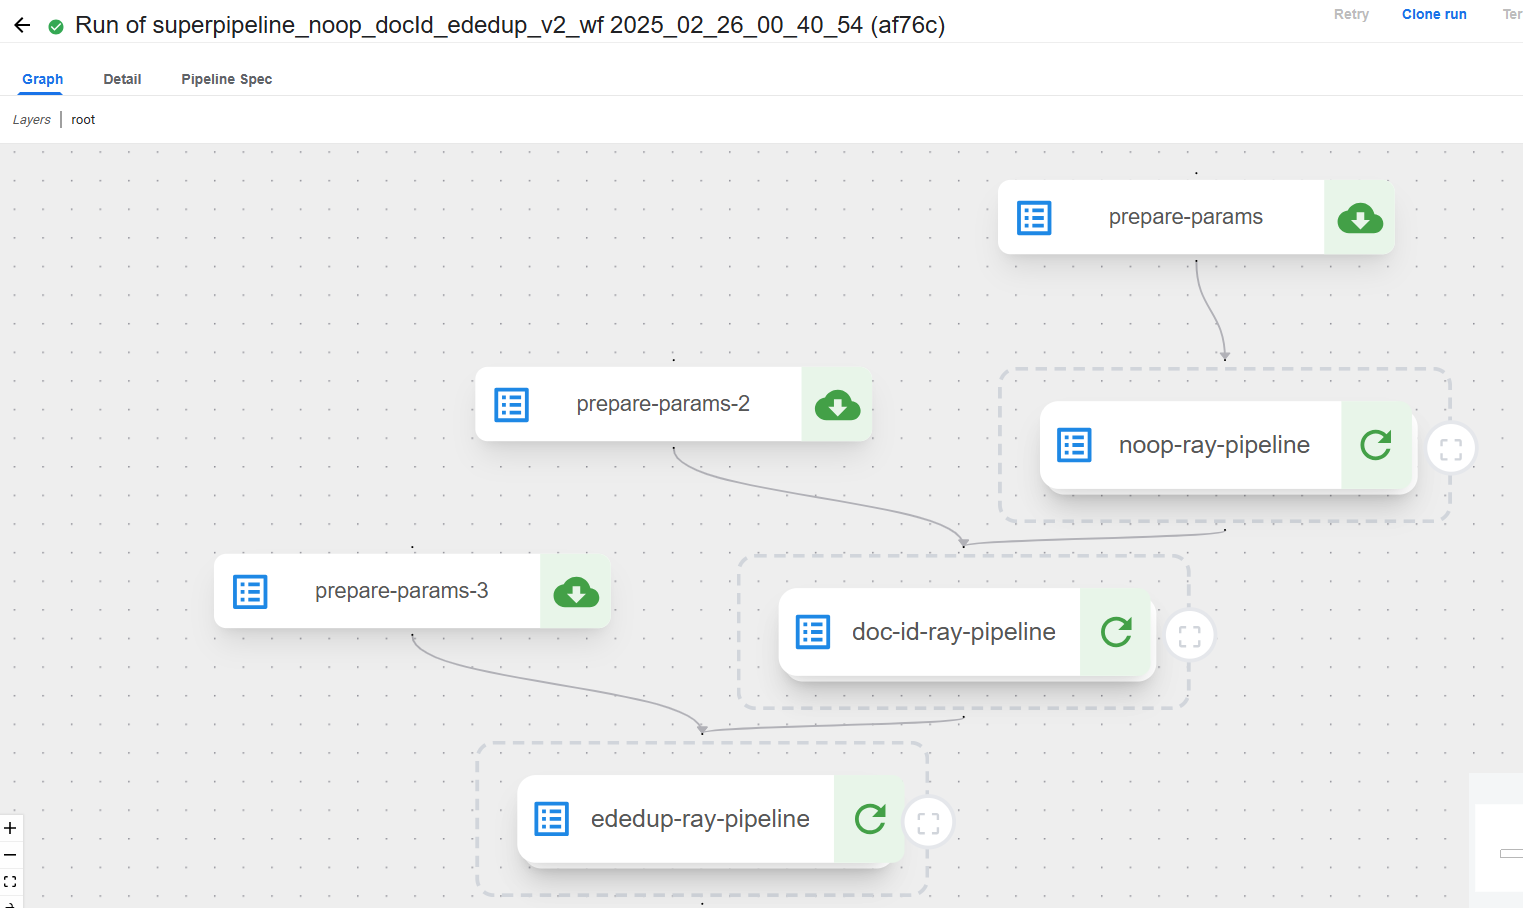 Run of superpipeline_noop_docId_ededup_v2_wf 2025_02_26_00_40_54 (af76c)
Retry
Clone run
Ter
Graph
Detail
Pipeline Spec
Layers
root
prepare-params
prepare-params-2
noop-ray-pipeline
prepare-params-3
doc-id-ray-pipeline
ededup-ray-pipeline